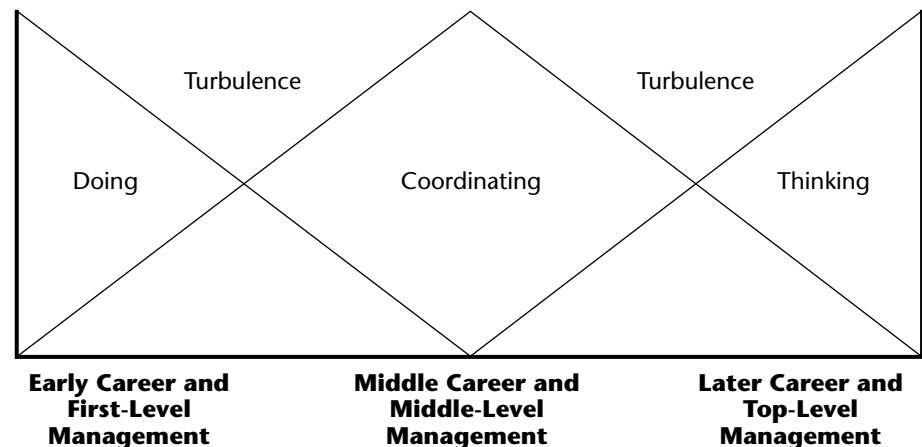 Turbulence
Turbulence
Doing
Coordinating
Thinking
Early Career and
First-Level
Management
Middle Career and
Middle-Level
Management
Later Career and
Top-Level
Management